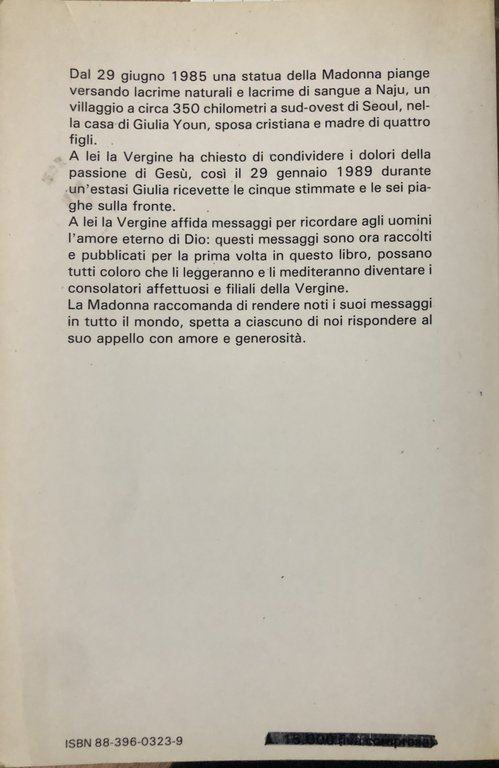 Dal 29 giugno 1985 una statua della Madonna piange
versando lacrime naturali e lacrime di sangue a Naju, un
villaggio a circa 350 chilometri a sud-ovest di Seoul, nel-
la casa di Giulia Youn, sposa cristiana e madre di quattro
figli.
A lei la Vergine ha chiesto di condividere i dolori della
passione di Gesù, così il 29 gennaio 1989 durante
un'estasi Giulia ricevette le cinque stimmate e le sei pia-
ghe sulla fronte.
A lei la Vergine affida messaggi per ricordare agli uomini
l'amore eterno di Dio: questi messaggi sono ora raccolti
e pubblicati per la prima volta in questo libro, possano
tutti coloro che li leggeranno e li mediteranno diventare i
consolatori affettuosi e filiali della Vergine.
La Madonna raccomanda di rendere noti i suoi messaggi
in tutto il mondo, spetta a ciascuno di noi rispondere al
suo appello con amore e generosità.
ISBN 88-396-0323-9